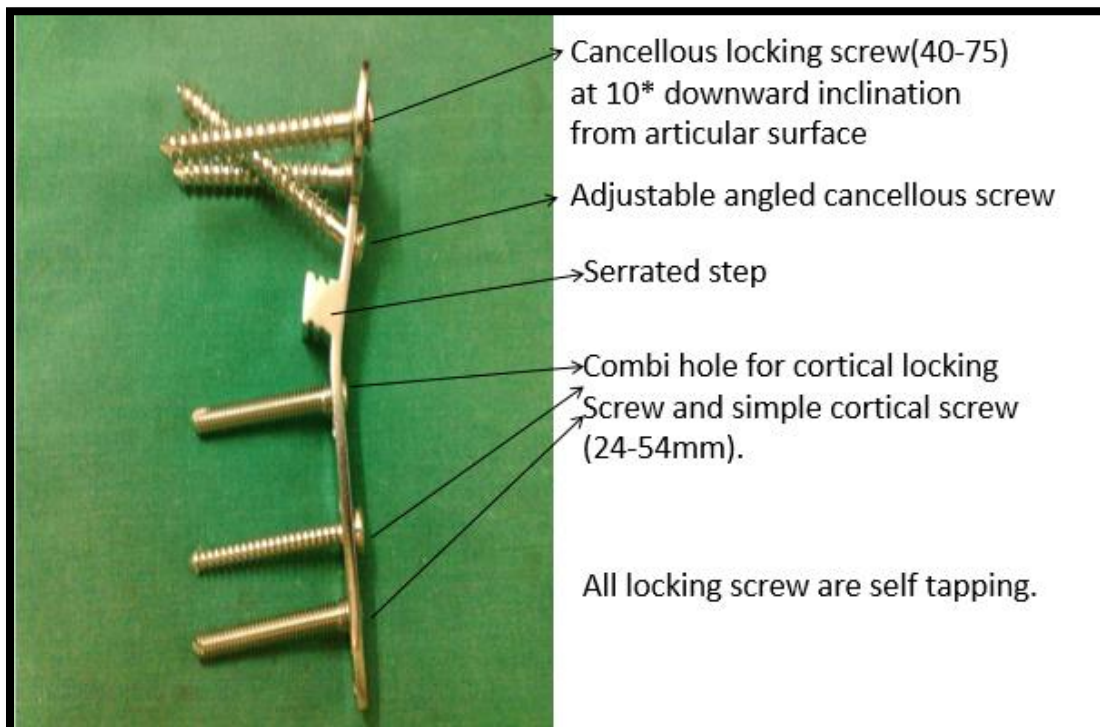 Cancellous locking screw(40-75)
at 10* downward inclination
from articular surface
Adjustable angled cancellous screw
Serrated step
Combi hole for cortical locking
Screw and simple cortical screw
(24-54mm).
All locking screw are self tapping.